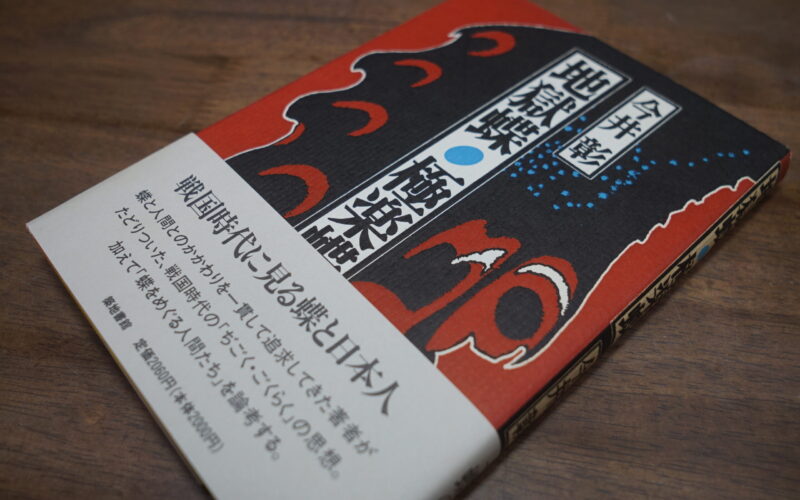 今井 彰
地獄蝶●極楽蝶
戦国時代に見る蝶と日本人
蝶と人間とのかかわりを一貫して追求してきた著者が
たどりついた、戦国時代の「ぢごく・ごくらく」の思想。
加えて「蝶をめぐる人間たち」を論考する。
築地書館 定価2060円(本体2000円)